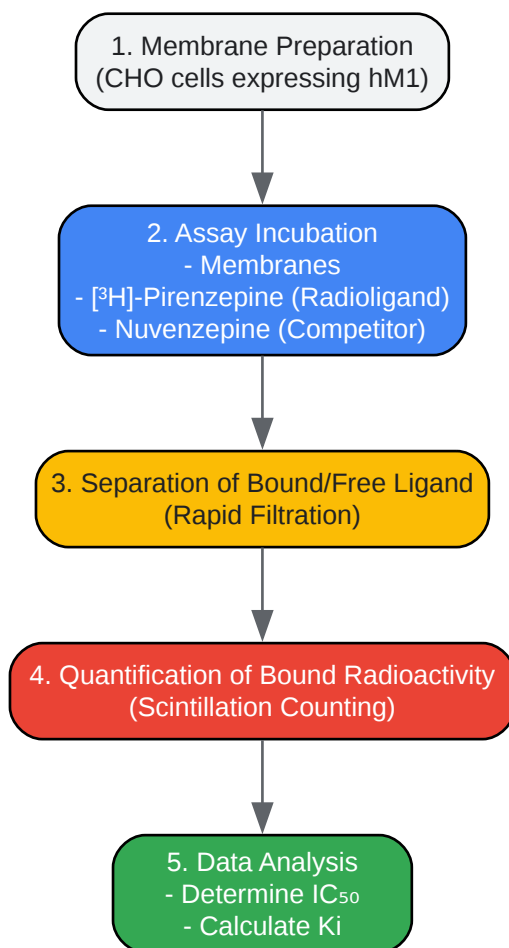 1. Membrane Preparation
(CHO cells expressing hM1)
2. Assay Incubation
- Membranes
- [³H]-Pirenzepine (Radioligand)
- Nuvenzepine (Competitor)
3. Separation of Bound/Free Ligand
(Rapid Filtration)
4. Quantification of Bound Radioactivity
(Scintillation Counting)
5. Data Analysis
- Determine IC₅₀
- Calculate Ki